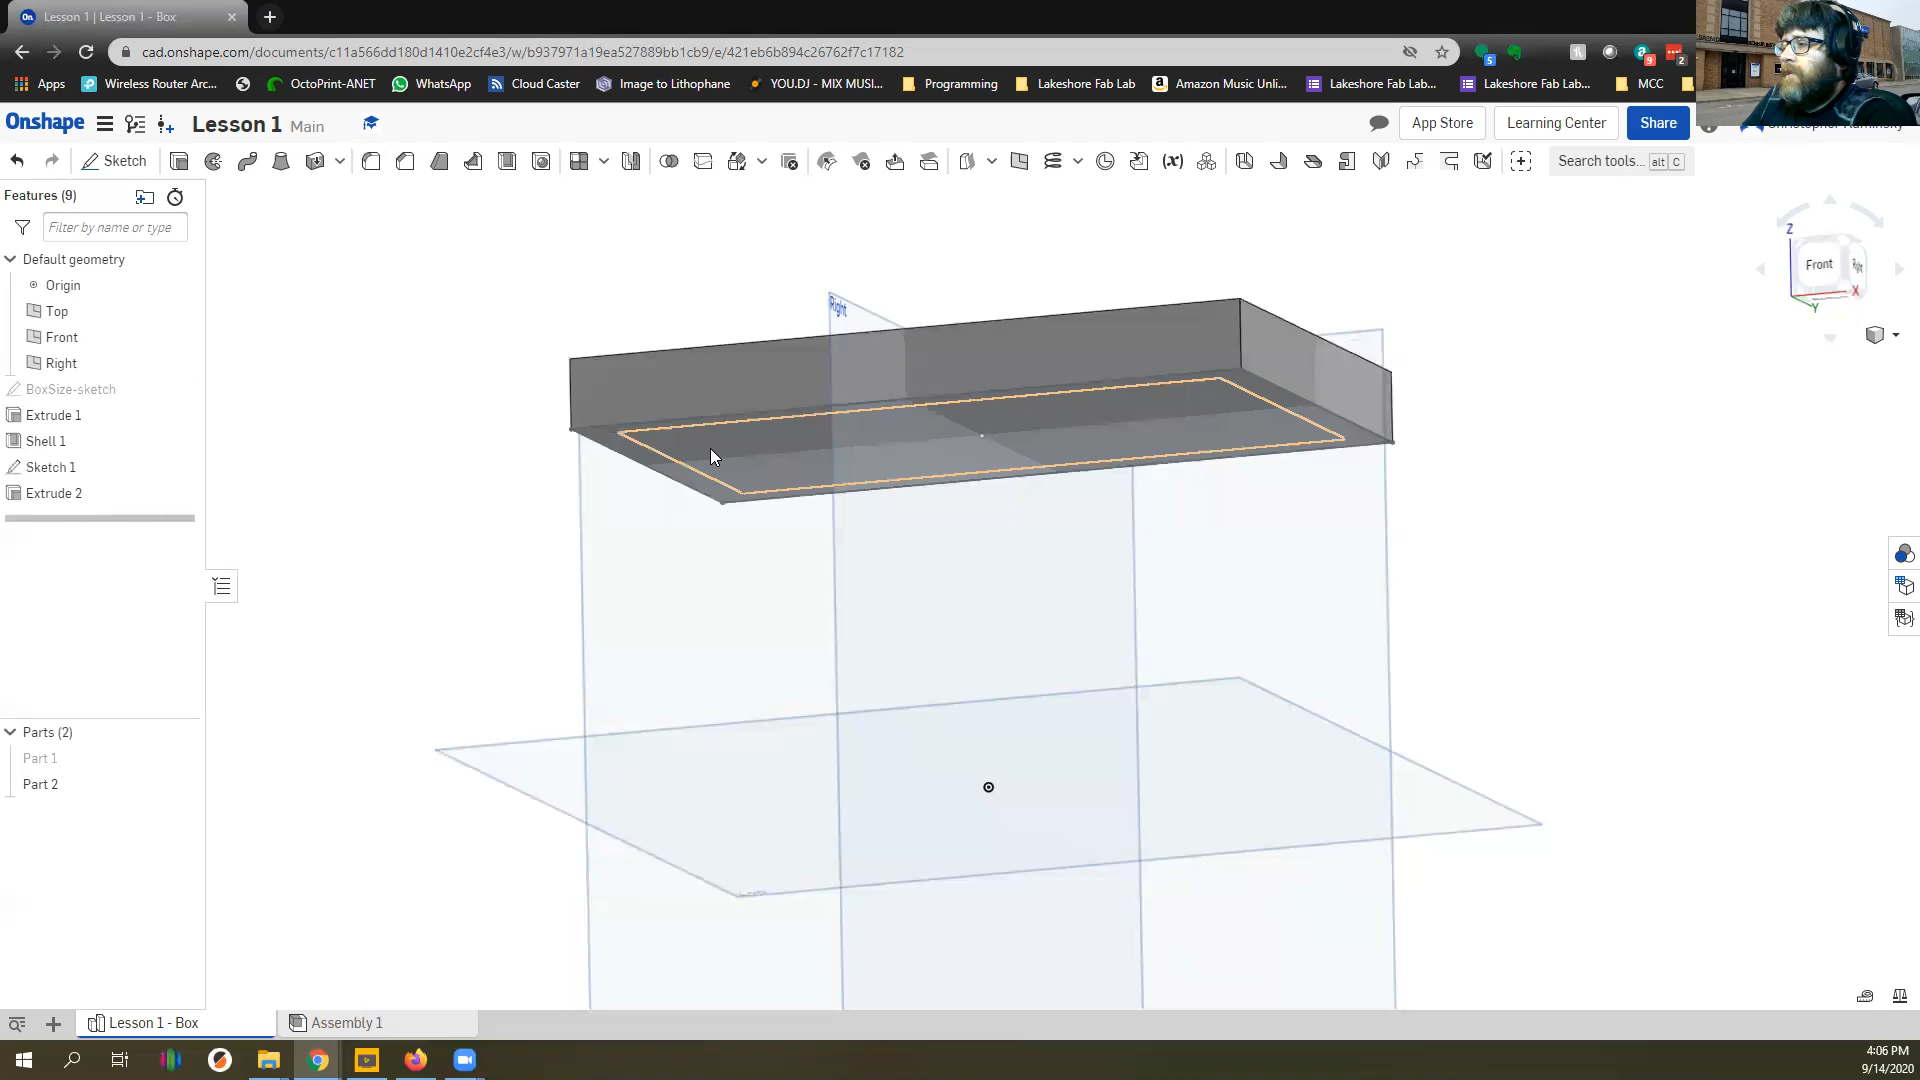 On Lesson 1 | Lesson 1 - Box
cad.onshape.com/documents/c11a566dd180d1410e2cf4e3/w/b937971a19ea527889bb1cb9/e/421eb6b894c26762f7c17182
5 9 2
Apps Wireless Router Arc... OctoPrint-ANET WhatsApp Cloud Caster Image to Lithophane YOU.DJ - MIX MUSI... Programming Lakeshore Fab Lab Amazon Music Unli... Lakeshore Fab Lab... Lakeshore Fab Lab... MCC
Onshape Lesson 1 Main App Store Learning Center Share
Sketch (x) Search tools... alt C
Features (9)
Filter by name or type
Default geometry
Origin
Top
Front
Right
BoxSize-sketch
Extrude 1
Shell 1
Sketch 1
Extrude 2
Right
Z
Front Right
X
Y
Parts (2)
Part 1
Part 2
Lesson 1 - Box Assembly 1
4:06 PM
9/14/2020